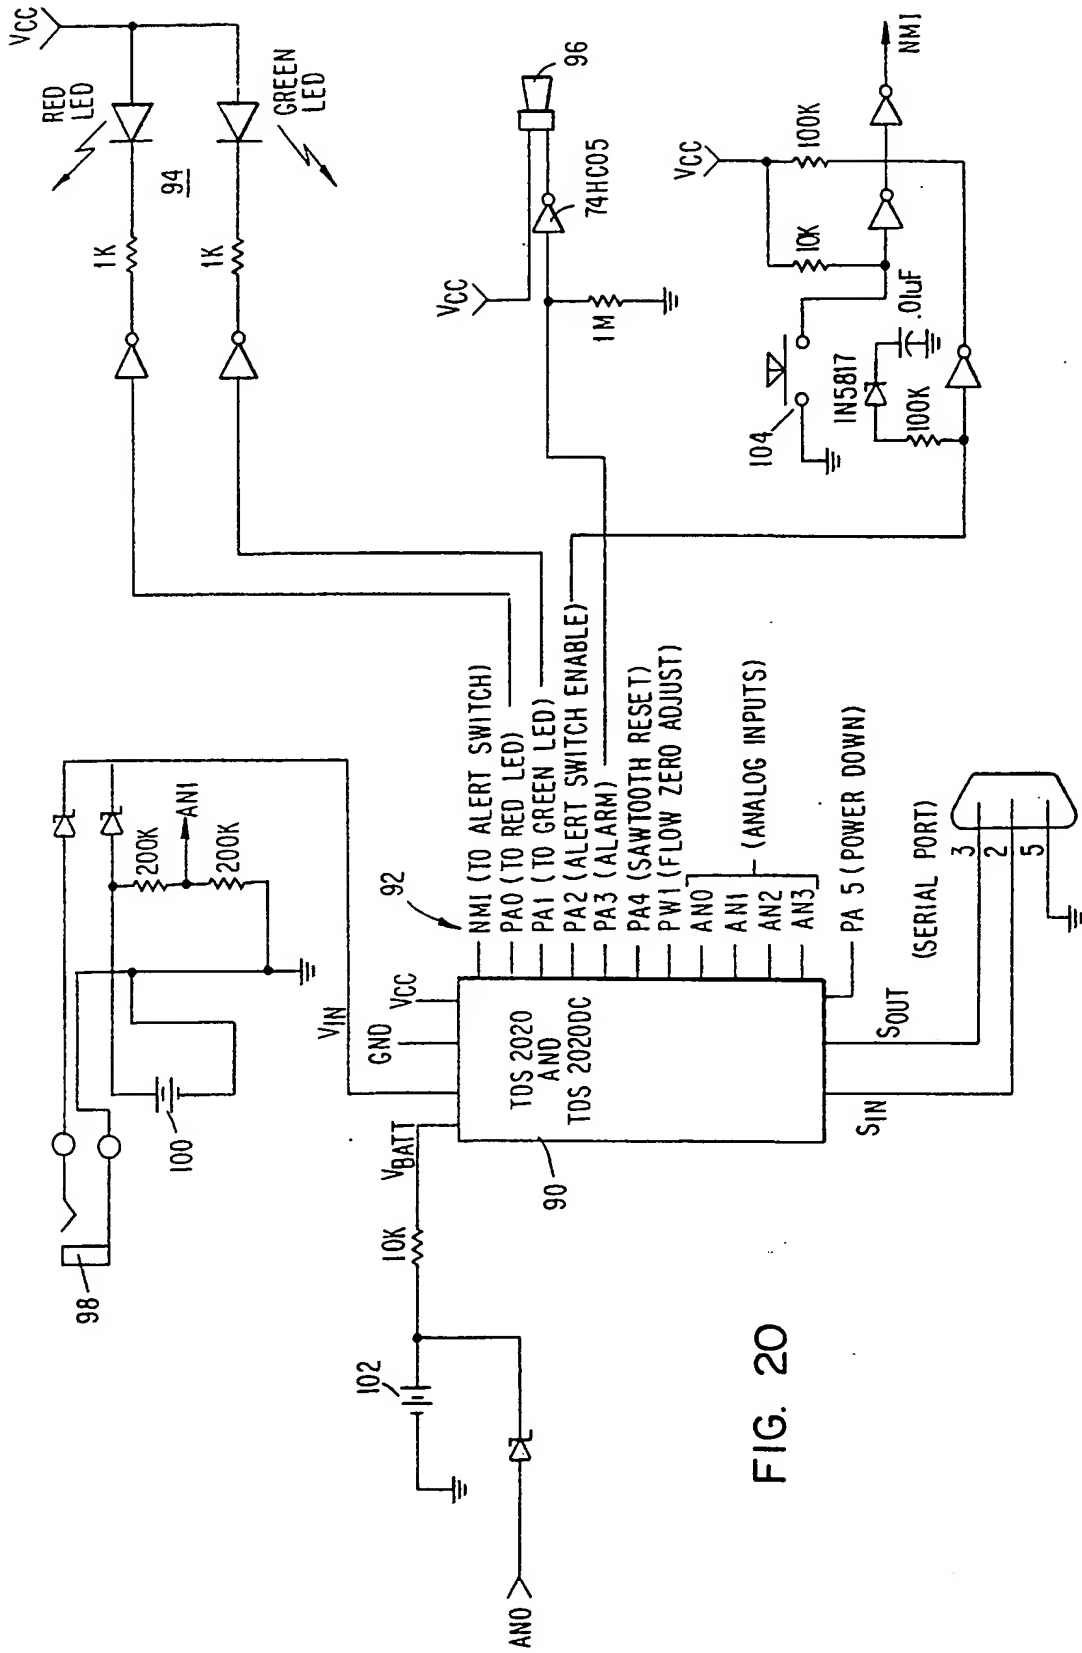 VCC
RED
LED
GREEN
LED
94
1K
1K
96
VCC
74HC05
1M
NMI
VCC
100K
10K
.01uF
1N5817
100K
104
98
100
200K
200K
AN1
VIN
92
NMI (TO ALERT SWITCH)
PA0 (TO RED LED)
PA1 (TO GREEN LED)
PA2 (ALERT SWITCH ENABLE)
PA3 (ALARM)
PA4 (SAWTOOTH RESET)
PW1 (FLOW ZERO ADJUST)
AN0
AN1
AN2
AN3
(ANALOG INPUTS)
PA 5 (POWER DOWN)
VCC
GND
TDS 2020
AND
TDS 2020DC
90
VBATT
10K
102
AN0
SOUT
SIN
(SERIAL PORT)
3
2
5
FIG. 20